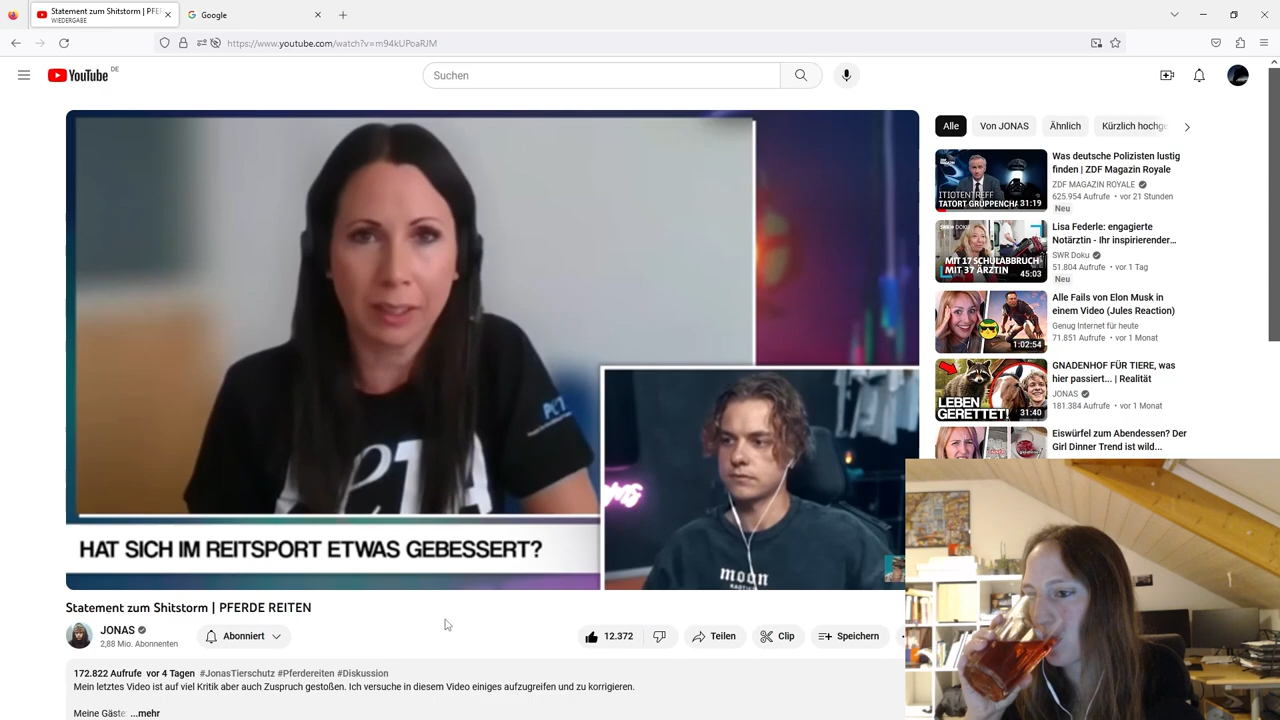 Statement zum Shitstorm | PFE
WIEDERGABE
Google
https://www.youtube.com/watch?v=m94kUPoaRJM
YouTube DE
Suchen
Alle
Von JONAS
Ähnlich
Kürzlich hochge
Was deutsche Polizisten lustig
finden | ZDF Magazin Royale
ZDF MAGAZIN ROYALE
625.954 Aufrufe • vor 21 Stunden
Neu
TATORT GRUPPENCHA
31:19
Lisa Federle: engagierte
Notärztin - Ihr inspirierender…
SWR Doku
51.804 Aufrufe • vor 1 Tag
Neu
MIT 17 SCHULABBRUCH
MIT 37 ÄRZTIN
45:03
Alle Fails von Elon Musk in
einem Video (Jules Reaction)
Genug Internet für heute
71.851 Aufrufe • vor 1 Monat
1:02:54
GNADENHOF FÜR TIERE, was
hier passiert... | Realität
JONAS
181.384 Aufrufe • vor 1 Monat
LEBEN
GERETTET!
31:40
Eiswürfel zum Abendessen? Der
Girl Dinner Trend ist wild...
moon
HAT SICH IM REITSPORT ETWAS GEBESSERT?
Statement zum Shitstorm | PFERDE REITEN
JONAS
2,88 Mio. Abonnenten
Abonniert
12.372
Teilen
Clip
Speichern
172.822 Aufrufe vor 4 Tagen #JonasTierschutz #Pferdereiten #Diskussion
Mein letztes Video ist auf viel Kritik aber auch Zuspruch gestoßen. Ich versuche in diesem Video einiges aufzugreifen und zu korrigieren.
Meine Gäste: ...mehr